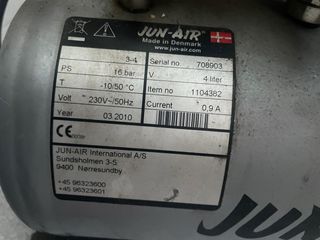 JUN-AIR
Made in Denmark
www.jun-air.com
3-4 Serial no 708903
PS 16 bar V 4 liter
T -10/50 °C Item no 1104382
Volt 230V~/50Hz Current 0,9 A
Year 03.2010
CE
JUN-AIR International A/S
Sundsholmen 3-5
9400 Nørresundby
+45 96323600
+45 96323601
JUN